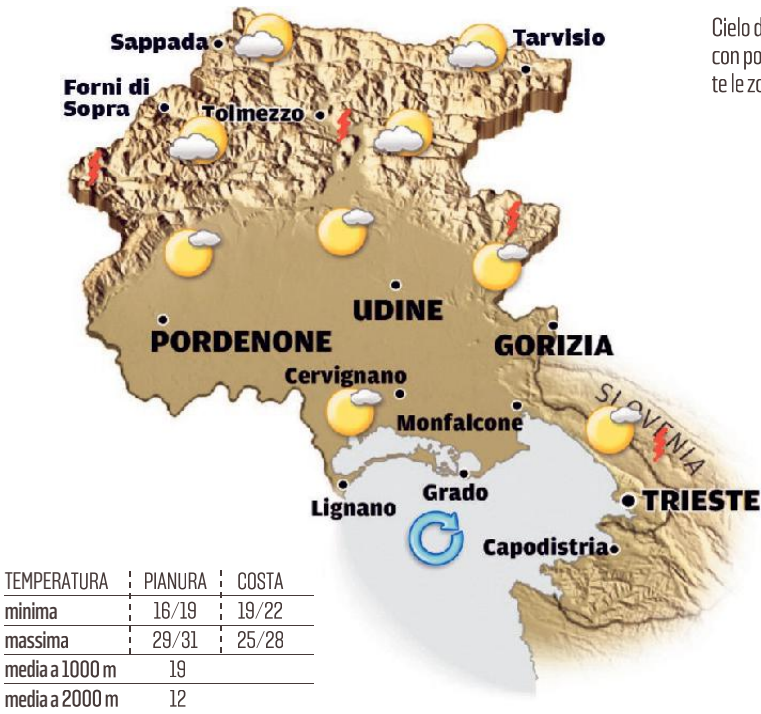 Sappada
Tarvisio
Forni di
Sopra
Tolmezzo
UDINE
PORDENONE
GORIZIA
Cervignano
Monfalcone
SLOVENIA
Lignano
Grado
TRIESTE
Capodistria
Cielo
con
te le
TEMPERATURA PIANURA COSTA
minima 16/19 19/22
massima 29/31 25/28
media a 1000 m 19
media a 2000 m 12